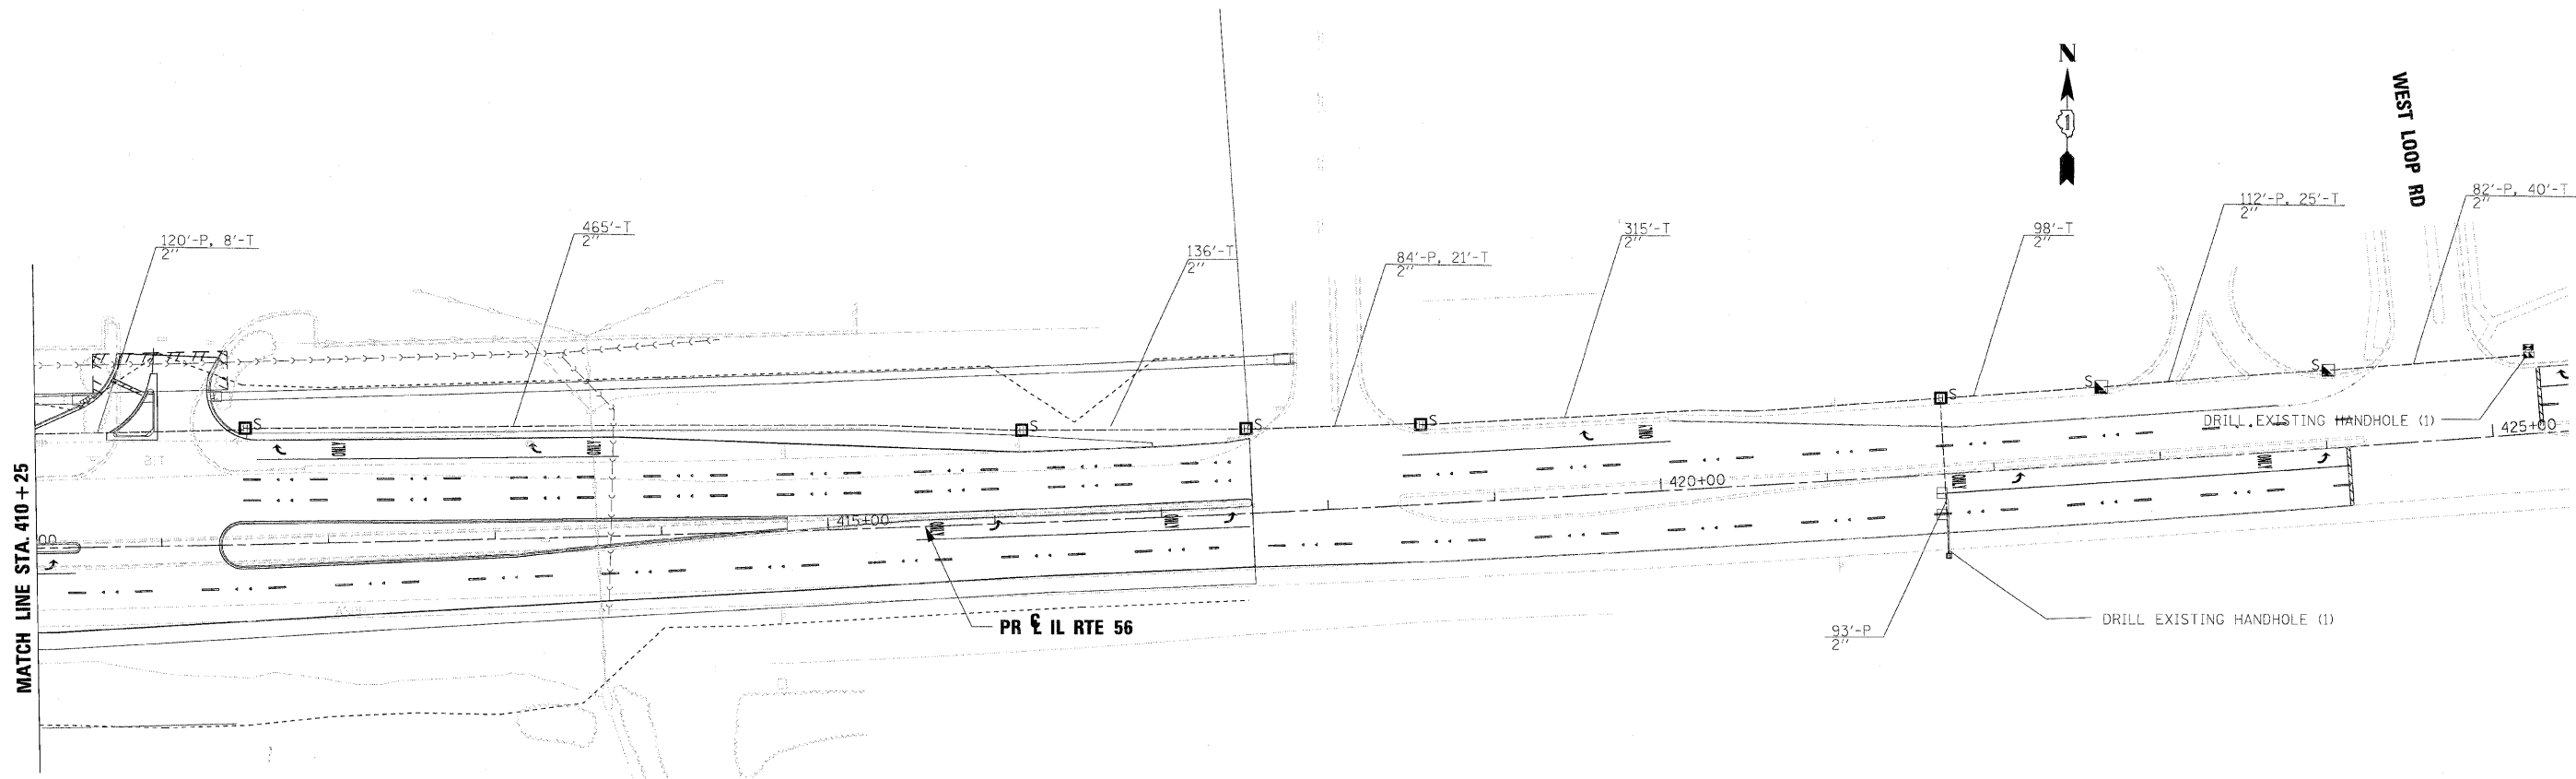 N
1
WEST LOOP RD
82'-P, 40'-T
2"
112'-P, 25'-T
2"
98'-T
2"
315'-T
2"
84'-P, 21'-T
2"
136'-T
2"
465'-T
2"
120'-P, 8'-T
2"
S
S
S
S
S
S
S
DRILL EXISTING HANDHOLE (1)
425+00
420+00
415+00
00
BIT
MATCH LINE STA. 410+25
PR ℄ IL RTE 56
93'-P
2"
DRILL EXISTING HANDHOLE (1)